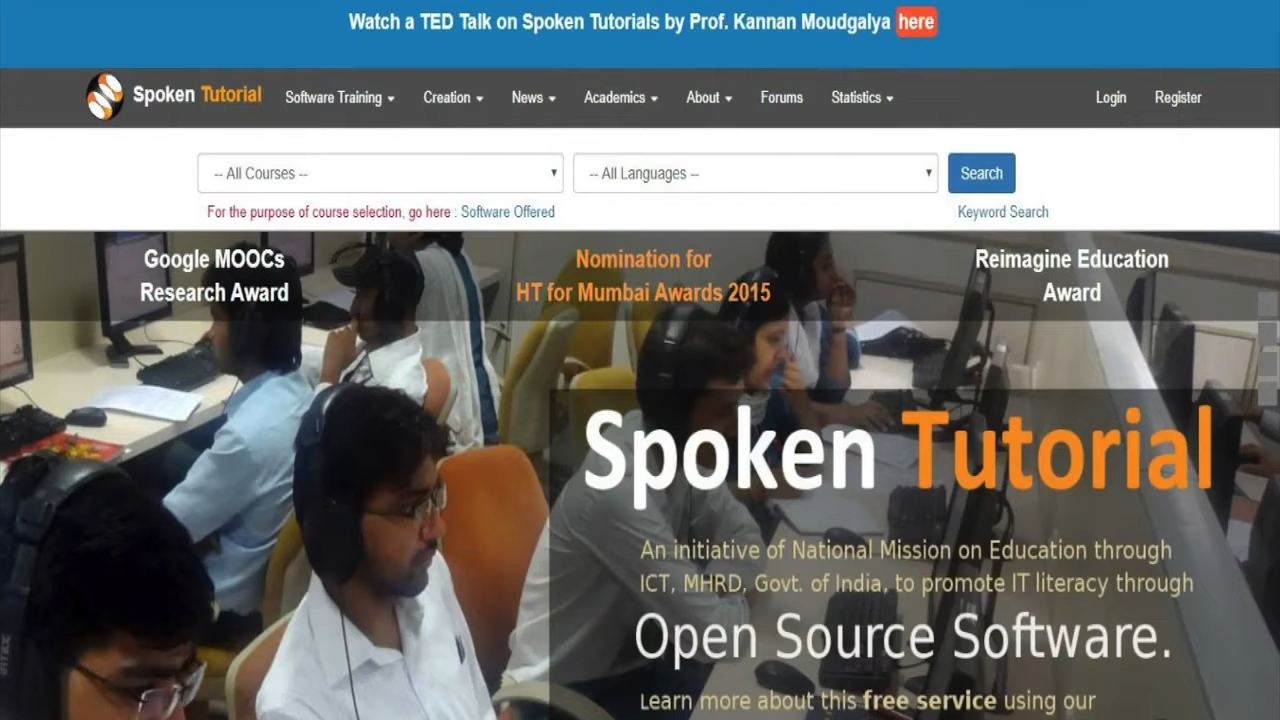 Watch a TED Talk on Spoken Tutorials by Prof. Kannan Moudgalya here
Spoken Tutorial Software Training Creation News Academics About Forums Statistics Login Register
-- All Courses -- -- All Languages -- Search
For the purpose of course selection, go here : Software Offered Keyword Search
Google MOOCs
Research Award
Nomination for
HT for Mumbai Awards 2015
Reimagine Education
Award
Spoken Tutorial
An initiative of National Mission on Education through
ICT, MHRD, Govt. of India, to promote IT literacy through
Open Source Software.
Learn more about this free service using our